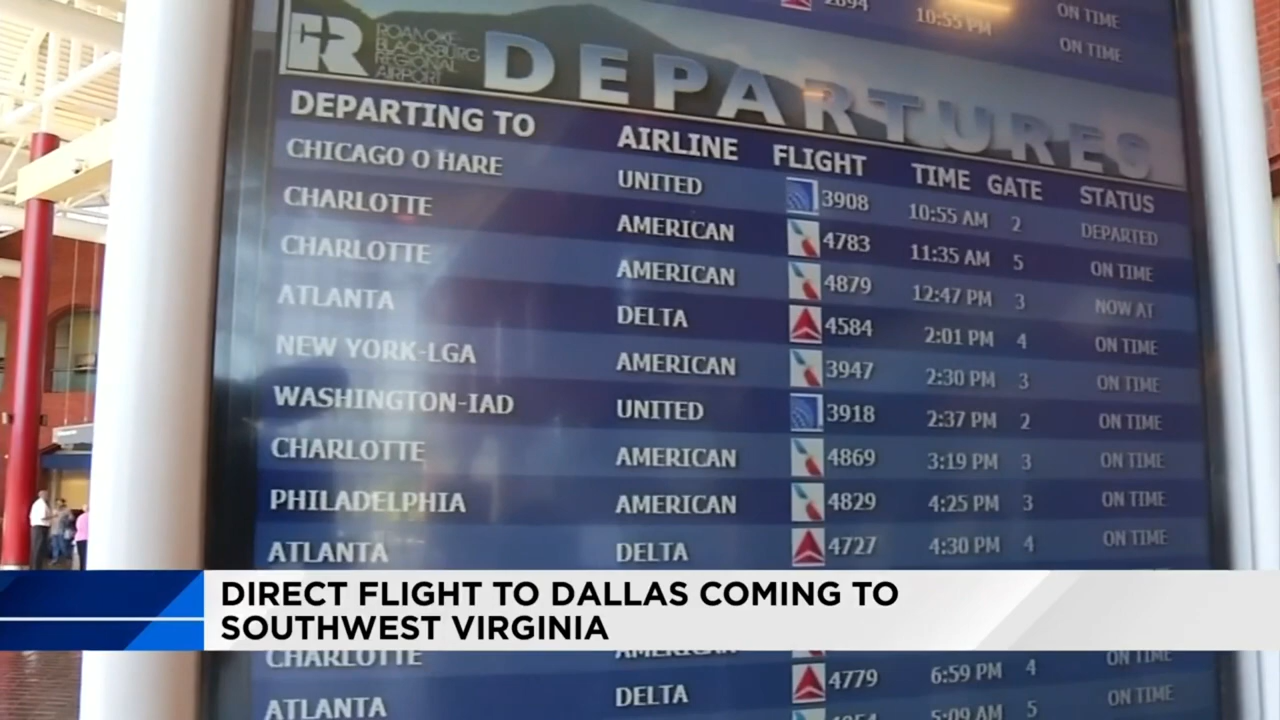 2694 10:55 PM ON TIME
ON TIME
ROANOKE
BLACKSBURG
REGIONAL
AIRPORT
DEPARTURES
DEPARTING TO AIRLINE FLIGHT TIME GATE STATUS
CHICAGO O HARE UNITED 3908 10:55 AM 2 DEPARTED
CHARLOTTE AMERICAN 4783 11:35 AM 5 ON TIME
CHARLOTTE AMERICAN 4879 12:47 PM 3 NOW AT
ATLANTA DELTA 4584 2:01 PM 4 ON TIME
NEW YORK-LGA AMERICAN 3947 2:30 PM 3 ON TIME
WASHINGTON-IAD UNITED 3918 2:37 PM 2 ON TIME
CHARLOTTE AMERICAN 4869 3:19 PM 3 ON TIME
PHILADELPHIA AMERICAN 4829 4:25 PM 3 ON TIME
ATLANTA DELTA 4727 4:30 PM 4 ON TIME
DIRECT FLIGHT TO DALLAS COMING TO
SOUTHWEST VIRGINIA
CHARLOTTE AMERICAN
ATLANTA DELTA 4779 6:59 PM 4 ON TIME
5:09 AM 5 ON TIME